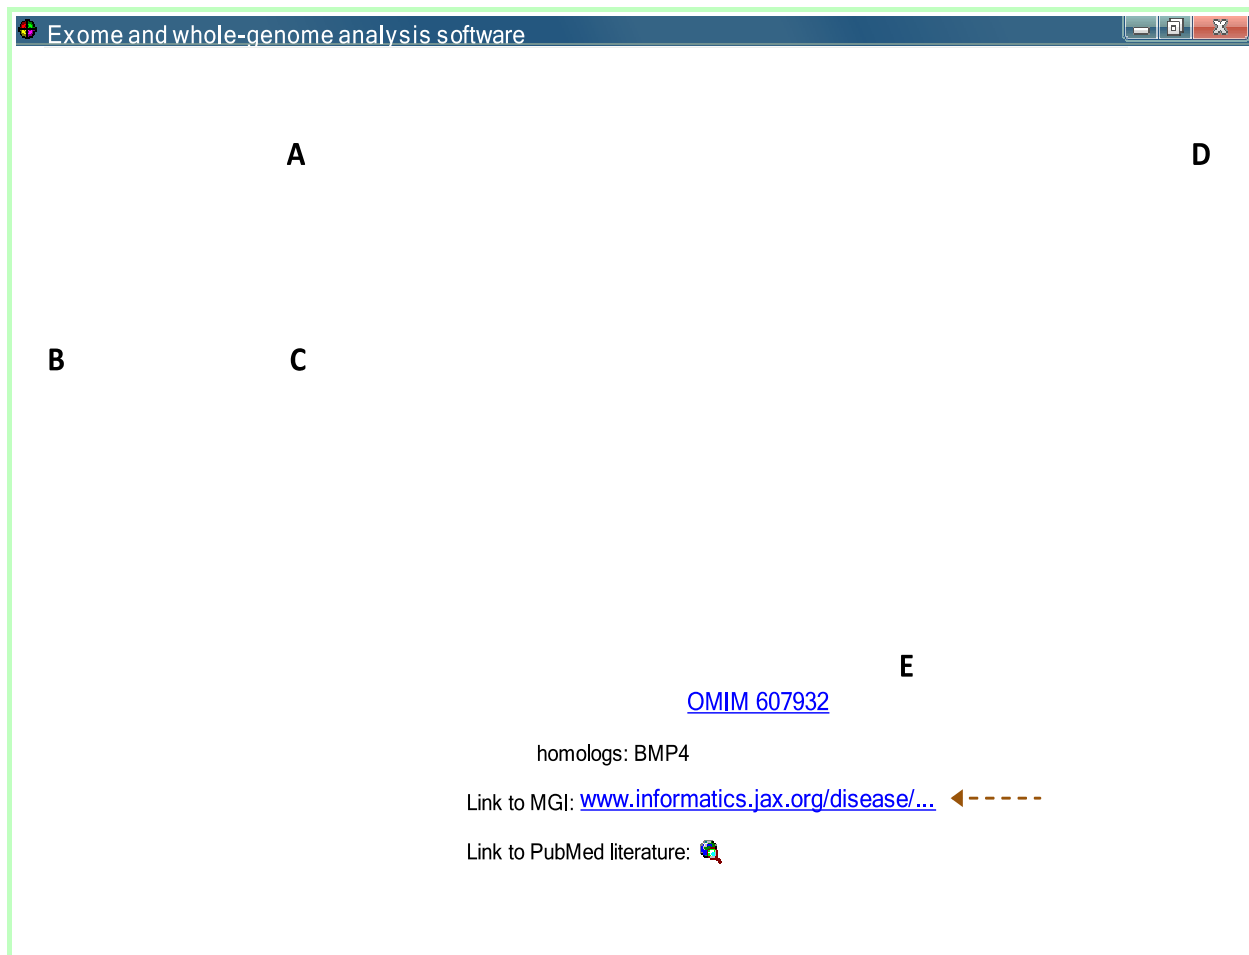 Exome and whole-genome analysis software
A
D
B
C
E
OMIM 607932
homologs: BMP4
Link to MGI: www.informatics.jax.org/disease/...
Link to PubMed literature: